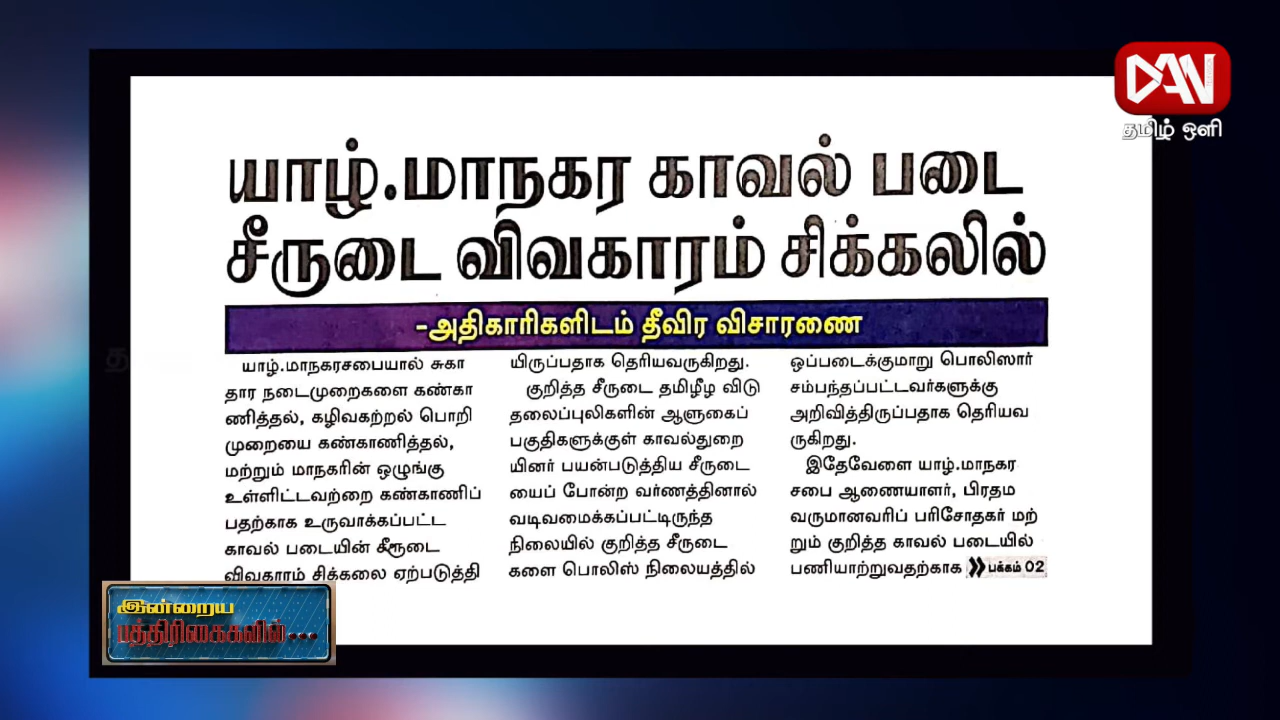 DAN
தமிழ் ஒளி
யாழ்.மாநகர காவல் படை
சீருடை விவகாரம் சிக்கலில்
-அதிகாரிகளிடம் தீவிர விசாரணை
யாழ்.மாநகரசபையால் சுகா
தார நடைமுறைகளை கண்கா
ணித்தல், கழிவகற்றல் பொறி
முறையை கண்காணித்தல்,
மற்றும் மாநகரின் ஒழுங்கு
உள்ளிட்டவற்றை கண்காணிப்
பதற்காக உருவாக்கப்பட்ட
காவல் படையின் சீருடை
விவகாரம் சிக்கலை ஏற்படுத்தி
யிருப்பதாக தெரியவருகிறது.
குறித்த சீருடை தமிழீழ விடு
தலைப்புலிகளின் ஆளுகைப்
பகுதிகளுக்குள் காவல்துறை
யினர் பயன்படுத்திய சீருடை
யைப் போன்ற வர்ணத்தினால்
வடிவமைக்கப்பட்டிருந்த
நிலையில் குறித்த சீருடை
களை பொலிஸ் நிலையத்தில்
ஒப்படைக்குமாறு பொலிஸார்
சம்பந்தப்பட்டவர்களுக்கு
அறிவித்திருப்பதாக தெரியவ
ருகிறது.
இதேவேளை யாழ்.மாநகர
சபை ஆணையாளர், பிரதம
வருமானவரிப் பரிசோதகர் மற்
றும் குறித்த காவல் படையில்
பணியாற்றுவதற்காக பக்கம் 02
இன்றைய
பத்திரிகைகளில்...